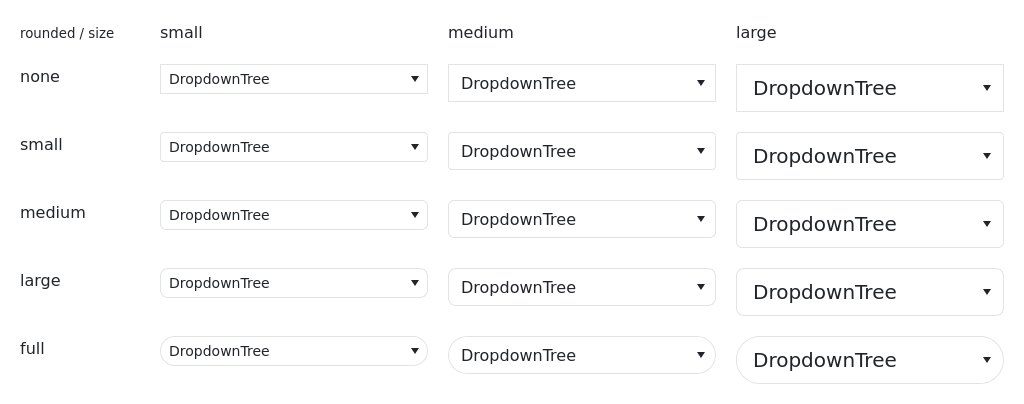 rounded / size small medium large
none DropdownTree DropdownTree DropdownTree
small DropdownTree DropdownTree DropdownTree
medium DropdownTree DropdownTree DropdownTree
large DropdownTree DropdownTree DropdownTree
full DropdownTree DropdownTree DropdownTree